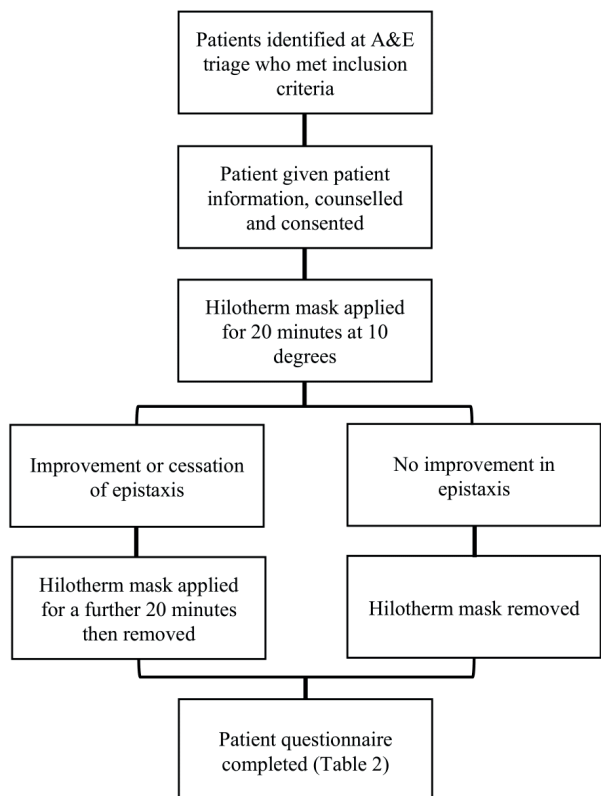 Patients identified at A&E
triage who met inclusion
criteria
Patient given patient
information, counselled
and consented
Hilotherm mask applied
for 20 minutes at 10
degrees
Improvement or cessation
of epistaxis
No improvement in
epistaxis
Hilotherm mask applied
for a further 20 minutes
then removed
Hilotherm mask removed
Patient questionnaire
completed (Table 2)